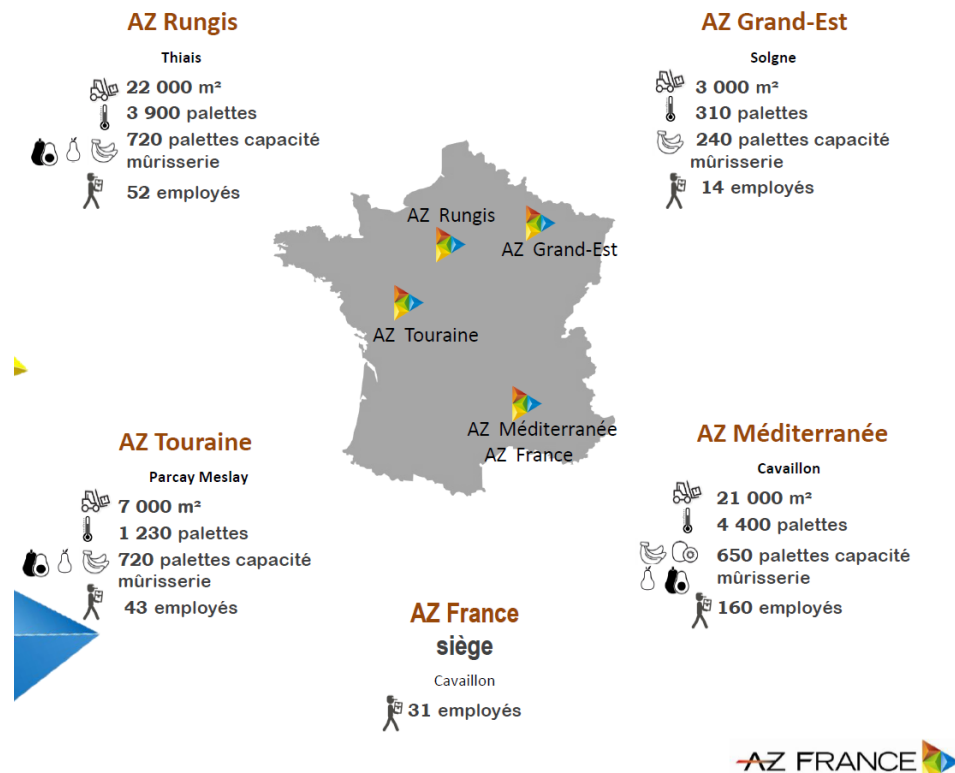 AZ Rungis
Thiais
22 000 m²
3 900 palettes
720 palettes capacité
mûrisserie
52 employés
AZ Grand-Est
Solgne
3 000 m²
310 palettes
240 palettes capacité
mûrisserie
14 employés
AZ Rungis
AZ Grand-Est
AZ Touraine
AZ Méditerranée
AZ France
AZ Touraine
Parcay Meslay
7 000 m²
1 230 palettes
720 palettes capacité
mûrisserie
43 employés
AZ Méditerranée
Cavaillon
21 000 m²
4 400 palettes
650 palettes capacité
mûrisserie
160 employés
AZ France
siège
Cavaillon
31 employés
AZ FRANCE